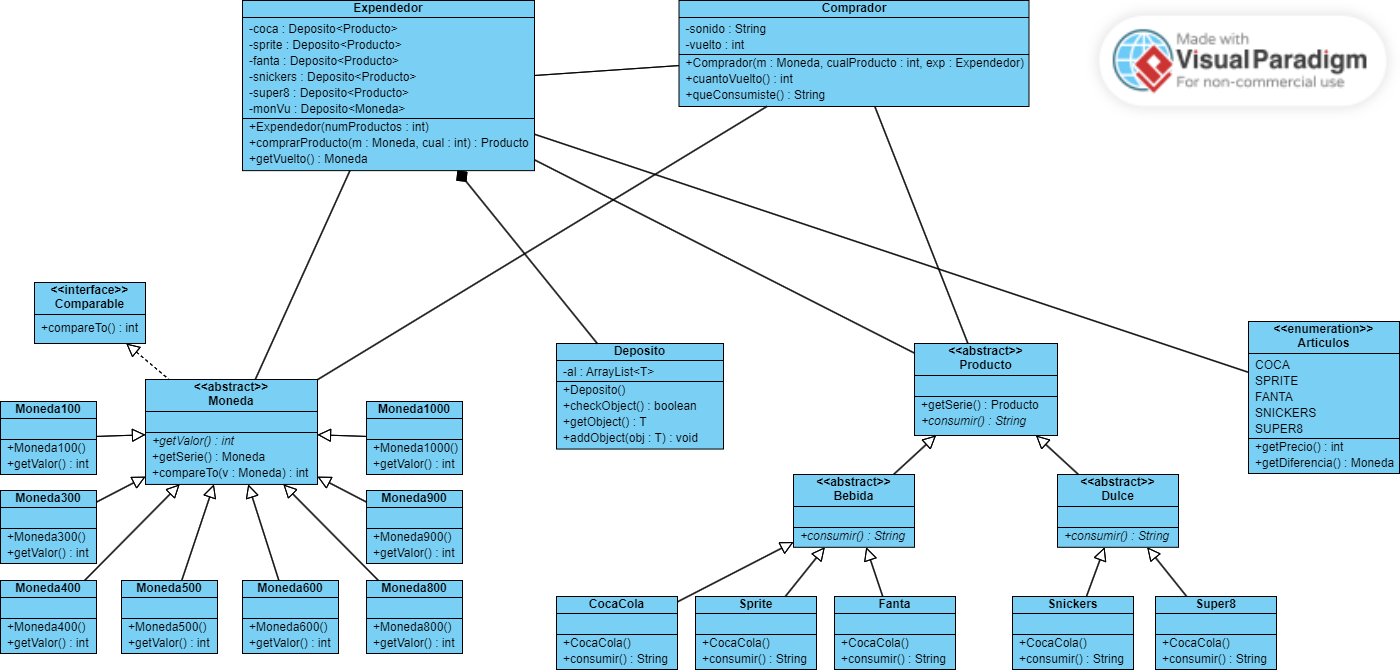 Expendedor
-coca : Deposito<Producto>
-sprite : Deposito<Producto>
-fanta : Deposito<Producto>
-snickers : Deposito<Producto>
-super8 : Deposito<Producto>
-monVu : Deposito<Moneda>
+Expendedor(numProductos : int)
+comprarProducto(m : Moneda, cual : int) : Producto
+getVuelto() : Moneda
Comprador
-sonido : String
-vuelto : int
+Comprador(m : Moneda, cualProducto : int, exp : Expendedor)
+cuantoVuelto() : int
+queConsumiste() : String
Made with
Visual Paradigm
For non-commercial use
<<interface>>
Comparable
+compareTo() : int
<<abstract>>
Moneda
+getValor() : int
+getSerie() : Moneda
+compareTo(v : Moneda) : int
Deposito
-al : ArrayList<T>
+Deposito()
+checkObject() : boolean
+getObject() : T
+addObject(obj : T) : void
<<abstract>>
Producto
+getSerie() : Producto
+consumir() : String
<<enumeration>>
Articulos
COCA
SPRITE
FANTA
SNICKERS
SUPER8
+getPrecio() : int
+getDiferencia() : Moneda
Moneda100
+Moneda100()
+getValor() : int
Moneda1000
+Moneda1000()
+getValor() : int
Moneda300
+Moneda300()
+getValor() : int
Moneda900
+Moneda900()
+getValor() : int
<<abstract>>
Bebida
+consumir() : String
<<abstract>>
Dulce
+consumir() : String
Moneda400
+Moneda400()
+getValor() : int
Moneda500
+Moneda500()
+getValor() : int
Moneda600
+Moneda600()
+getValor() : int
Moneda800
+Moneda800()
+getValor() : int
CocaCola
+CocaCola()
+consumir() : String
Sprite
+CocaCola()
+consumir() : String
Fanta
+CocaCola()
+consumir() : String
Snickers
+CocaCola()
+consumir() : String
Super8
+CocaCola()
+consumir() : String